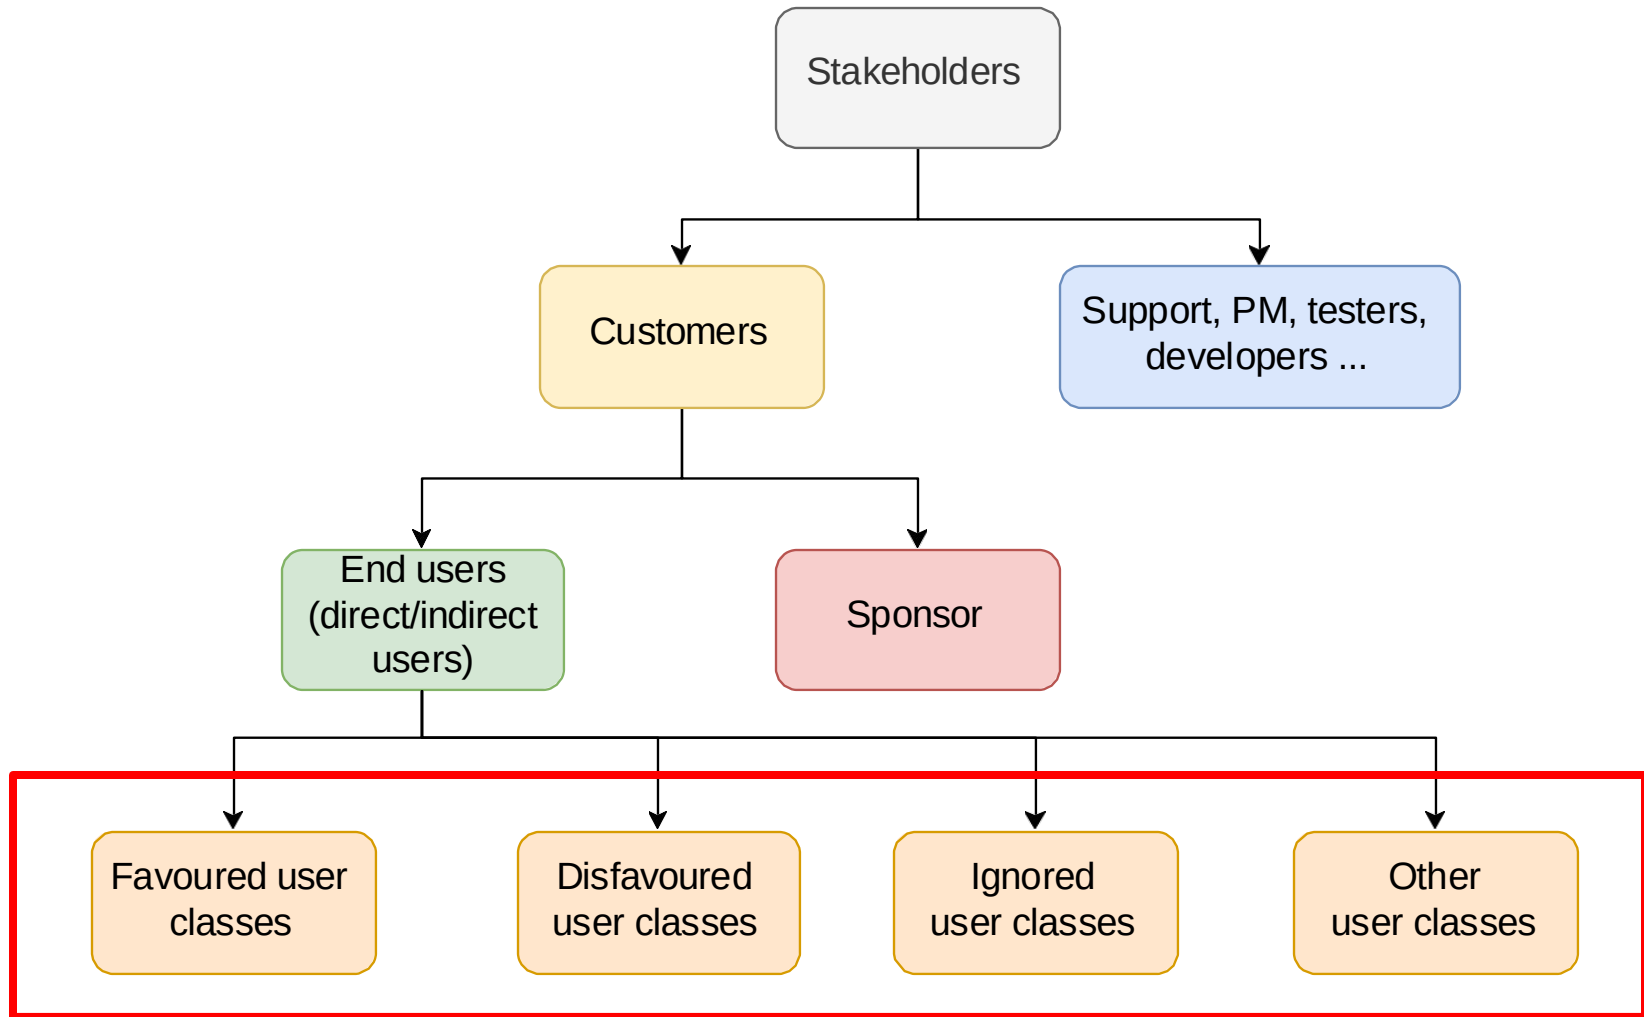 Stakeholders
Customers
Support, PM, testers,
developers ...
End users
(direct/indirect
users)
Sponsor
Favoured user
classes
Disfavoured
user classes
Ignored
user classes
Other
user classes